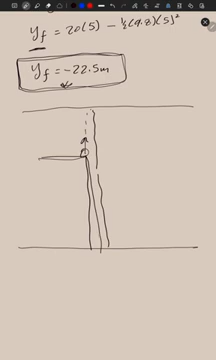 y_f = 20(5) - ½(9.8)(5)²
y_f = -22.5m